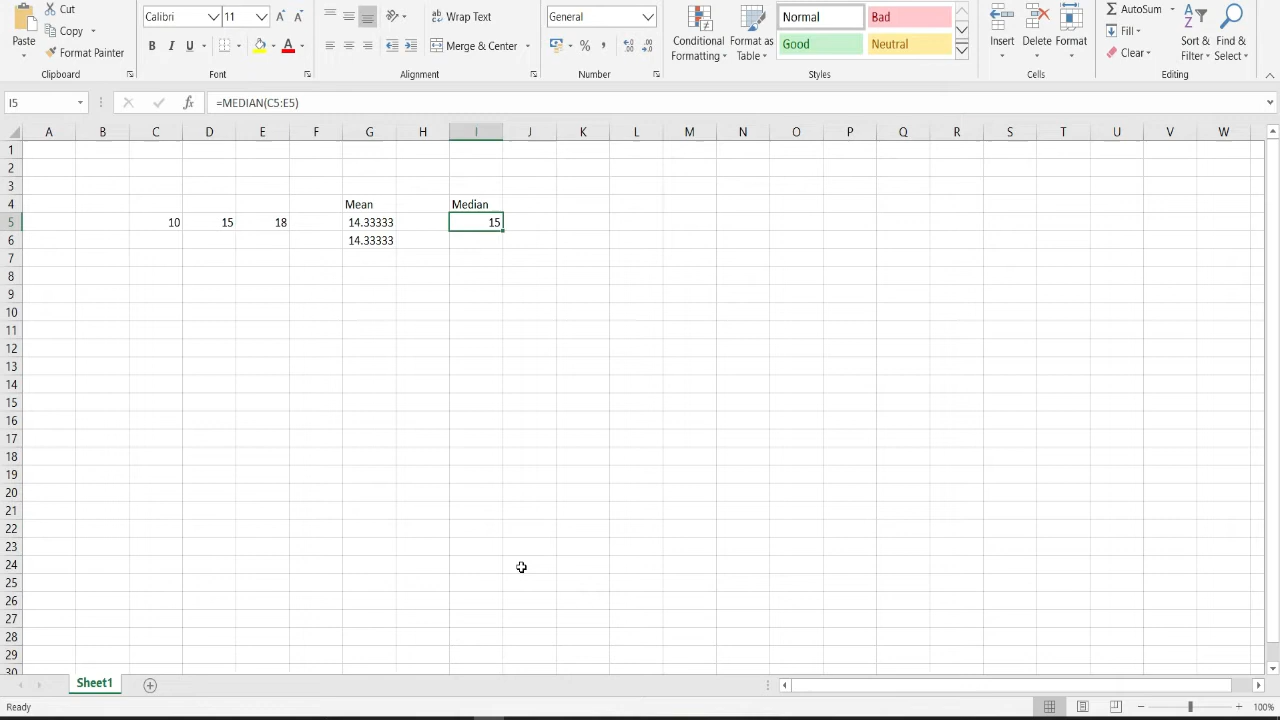 Cut
Calibri 11
Wrap Text
General
Normal
Bad
AutoSum
Paste
Copy
Conditional Formatting
Format as Table
Insert
Delete
Format
Fill
Sort & Filter
Find & Select
Format Painter
B I U
A
Merge & Center
%
Good
Neutral
Clear
Clipboard
Font
Alignment
Number
Styles
Cells
Editing
I5 fx =MEDIAN(C5:E5)
A B C D E F G H I J K L M N O P Q R S T U V W
1
2
3
4 Mean Median
5 10 15 18 14.33333 15
6 14.33333
7
8
9
10
11
12
13
14
15
16
17
18
19
20
21
22
23
24
25
26
27
28
29
30
Sheet1
Ready 100%